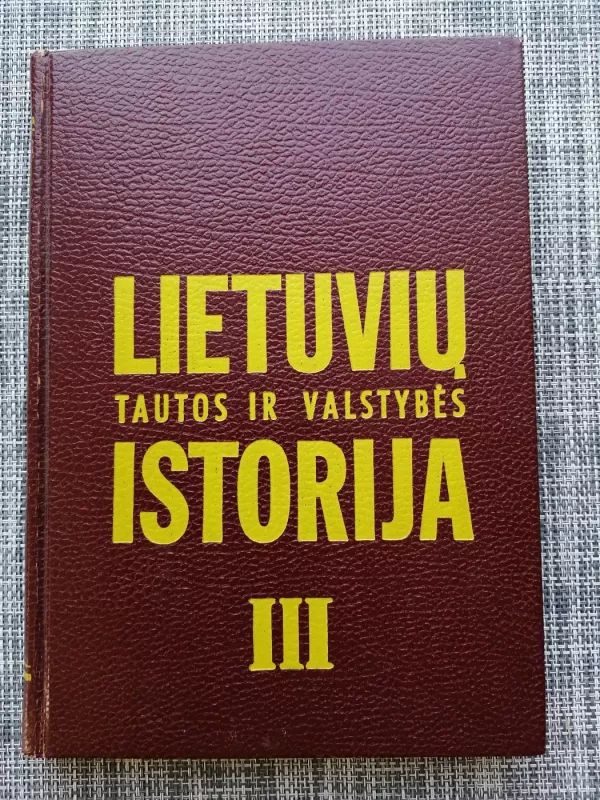 LIETUVIŲ
TAUTOS IR VALSTYBĖS
ISTORIJA
III